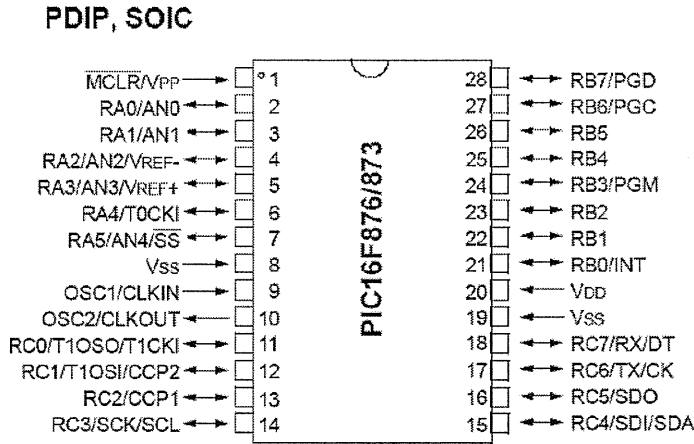 PDIP, SOIC
MCLR/VPP 1 28 RB7/PGD
RA0/AN0 2 27 RB6/PGC
RA1/AN1 3 26 RB5
RA2/AN2/VREF- 4 25 RB4
RA3/AN3/VREF+ 5 24 RB3/PGM
RA4/T0CKI 6 23 RB2
RA5/AN4/SS 7 22 RB1
VSS 8 21 RB0/INT
OSC1/CLKIN 9 20 VDD
OSC2/CLKOUT 10 19 VSS
RC0/T1OSO/T1CKI 11 18 RC7/RX/DT
RC1/T1OSI/CCP2 12 17 RC6/TX/CK
RC2/CCP1 13 16 RC5/SDO
RC3/SCK/SCL 14 15 RC4/SDI/SDA
PIC16F876/873